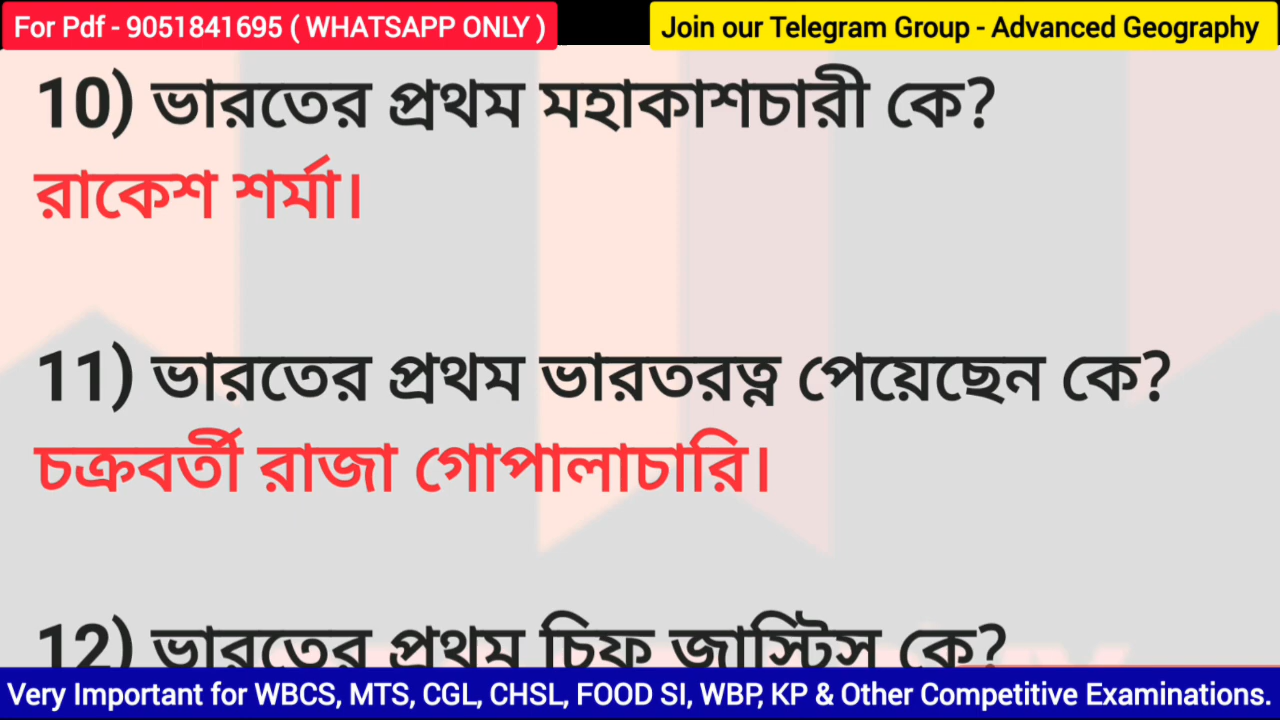 For Pdf - 9051841695 ( WHATSAPP ONLY )
Join our Telegram Group - Advanced Geography
10) ভারতের প্রথম মহাকাশচারী কে?
রাকেশ শর্মা।
11) ভারতের প্রথম ভারতরত্ন পেয়েছেন কে?
চক্রবর্তী রাজা গোপালাচারি।
12) ভারতের প্রথম চিফ জাস্টিস কে?
Very Important for WBCS, MTS, CGL, CHSL, FOOD SI, WBP, KP & Other Competitive Examinations.